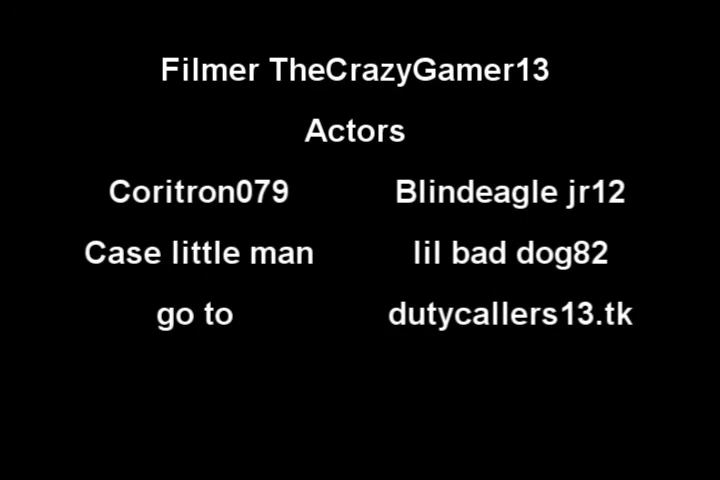 Filmer TheCrazyGamer13
Actors
Coritron079 Blindeagle jr12
Case little man lil bad dog82
go to dutycallers13.tk